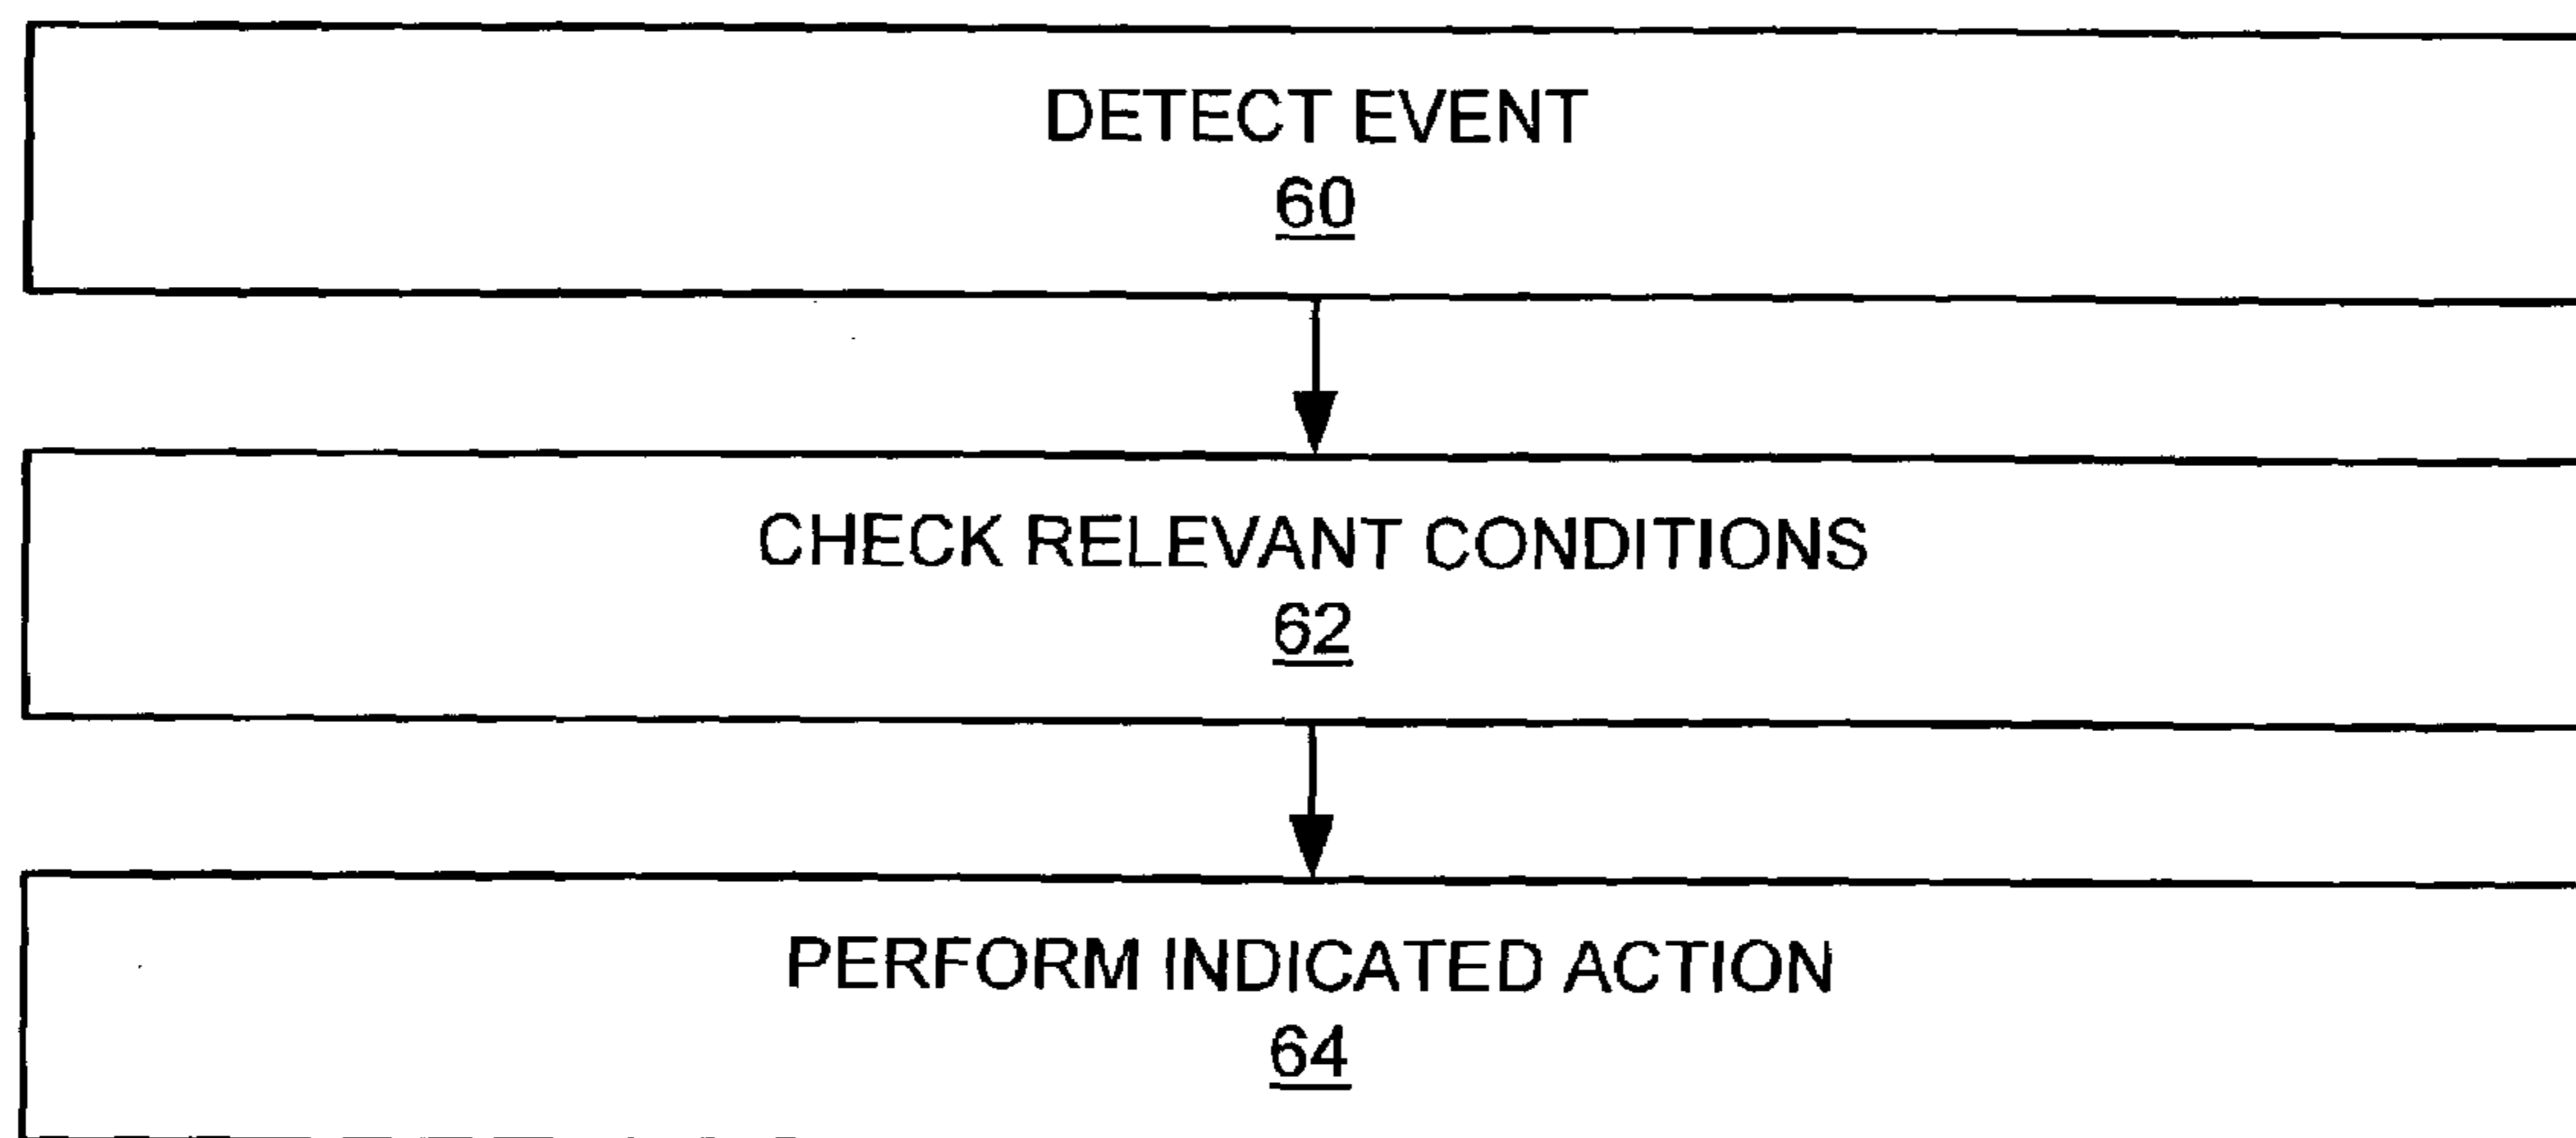 DETECT EVENT
60
CHECK RELEVANT CONDITIONS
62
PERFORM INDICATED ACTION
64